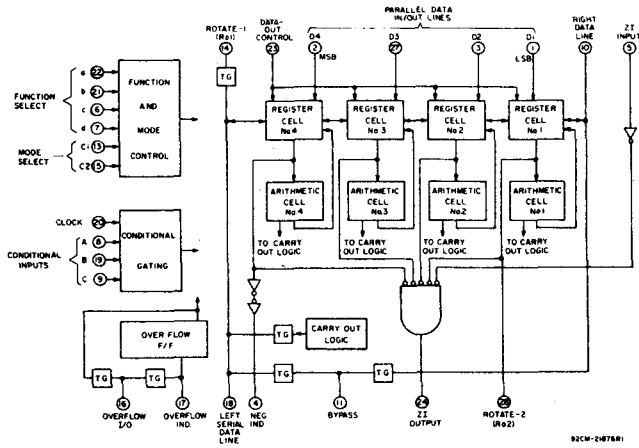 PARALLEL DATA
IN/OUT LINES
ROTATE-1
(Ro1)
14
DATA-
OUT
CONTROL
23
D4
2
MSB
D3
27
D2
3
D1
1
LSB
RIGHT DATA
LINE
10
ZI
INPUT
5
TG
FUNCTION
SELECT
a 22
b 21
c 6
d 7
MODE
SELECT
C1 13
C2 15
FUNCTION
AND
MODE
CONTROL
REGISTER
CELL
No.4
REGISTER
CELL
No.3
REGISTER
CELL
No.2
REGISTER
CELL
No.1
ARITHMETIC
CELL
No.4
ARITHMETIC
CELL
No.3
ARITHMETIC
CELL
No.2
ARITHMETIC
CELL
No.1
TO CARRY
OUT LOGIC
TO CARRY
OUT LOGIC
TO CARRY
OUT LOGIC
TO CARRY
OUT LOGIC
CLOCK 20
CONDITIONAL
INPUTS
A 8
B 19
C 9
CONDITIONAL
GATING
OVER FLOW
F/F
TG
TG
16
OVERFLOW
I/O
17
OVERFLOW
IND.
TG
CARRY OUT
LOGIC
TG
TG
18
LEFT
SERIAL DATA
LINE
4
NEG
IND
11
BYPASS
24
ZI
OUTPUT
28
ROTATE-2
(Ro2)
92CM-21876R1